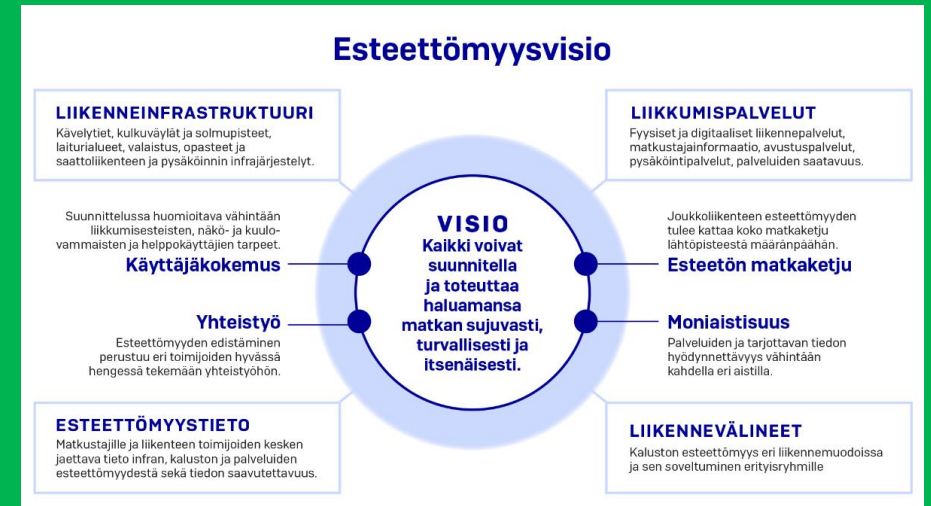 Esteettömyysvisio
LIIKENNEINFRASTRUKTUURI
Kävelytiet, kulkuväylät ja solmupisteet,
laiturialueet, valaistus, opasteet ja
saattoliikenteen ja pysäköinnin infrajärjestelyt.
LIIKKUMISPALVELUT
Fyysiset ja digitaaliset liikennepalvelut,
matkustajainformaatio, avustuspalvelut,
pysäköintipalvelut, palveluiden saatavuus.
Suunnittelussa huomioitava vähintään
liikkumisesteisten, näkö- ja kuulo-
vammaisten ja helppokäyttäjien tarpeet.
Käyttäjäkokemus
Yhteistyö
Esteettömyyden edistäminen
perustuu eri toimijoiden hyvässä
hengessä tekemään yhteistyöhön.
VISIO
Kaikki voivat
suunnitella
ja toteuttaa
haluamansa
matkan sujuvasti,
turvallisesti ja
itsenäisesti.
Joukkoliikenteen esteettömyyden
tulee kattaa koko matkaketju
lähtöpisteestä määränpäähän.
Esteetön matkaketju
Moniaistisuus
Palveluiden ja tarjottavan tiedon
hyödynnettävyys vähintään
kahdella eri aistilla.
ESTEETTÖMYYSTIETO
Matkustajille ja liikenteen toimijoiden kesken
jaettava tieto infran, kaluston ja palveluiden
esteettömyydestä sekä tiedon saavutettavuus.
LIIKENNEVÄLINEET
Kaluston esteettömyys eri liikennemuodoissa
ja sen soveltuminen erityisryhmille